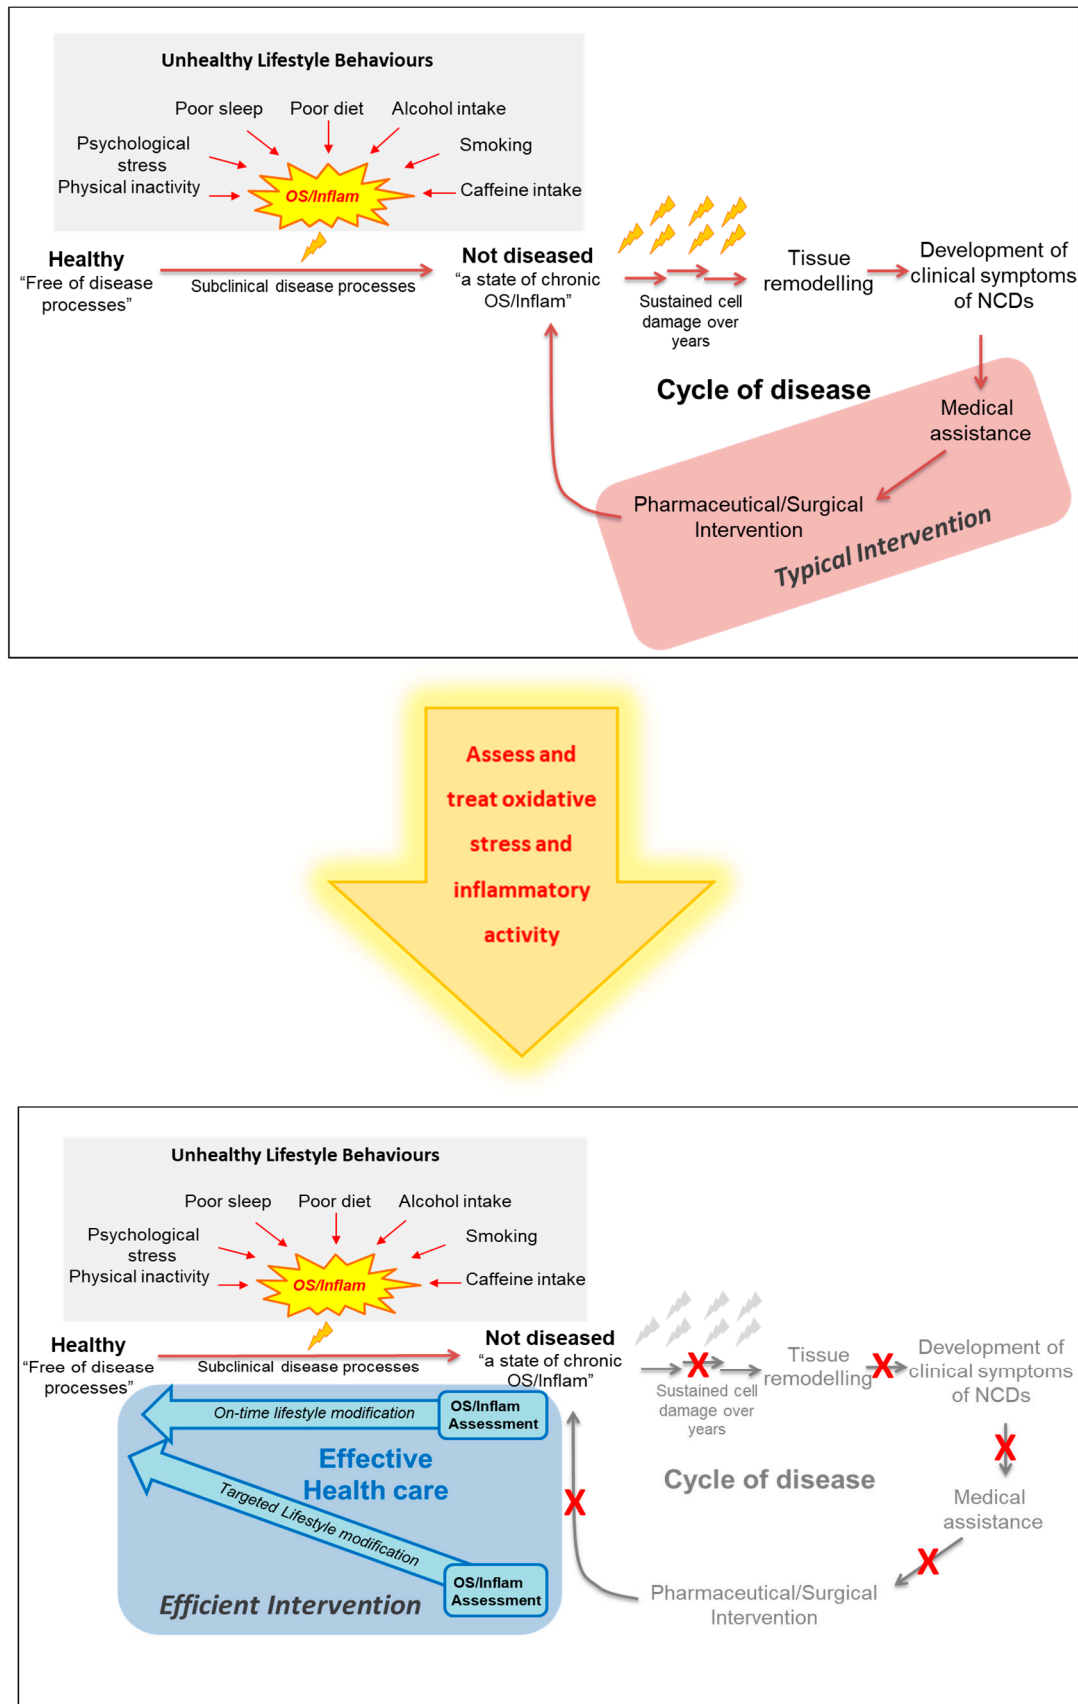 Unhealthy Lifestyle Behaviours
Poor sleep
Poor diet
Alcohol intake
Psychological
stress
Smoking
Physical inactivity
OS/Inflam
Caffeine intake
Healthy
“Free of disease
processes”
Subclinical disease processes
Not diseased
“a state of chronic
OS/Inflam”
Sustained cell
damage over
years
Tissue
remodelling
Development of
clinical symptoms
of NCDs
Cycle of disease
Medical
assistance
Pharmaceutical/Surgical
Intervention
Typical Intervention
Assess and
treat oxidative
stress and
inflammatory
activity
Unhealthy Lifestyle Behaviours
Poor sleep
Poor diet
Alcohol intake
Psychological
stress
Smoking
Physical inactivity
OS/Inflam
Caffeine intake
Healthy
“Free of disease
processes”
Subclinical disease processes
Not diseased
“a state of chronic
OS/Inflam”
X
Sustained cell
damage over
years
Tissue
remodelling
X
Development of
clinical symptoms
of NCDs
On-time lifestyle modification
OS/Inflam
Assessment
Effective
Health care
Targeted Lifestyle modification
OS/Inflam
Assessment
Efficient Intervention
X
Cycle of disease
X
Medical
assistance
X
Pharmaceutical/Surgical
Intervention